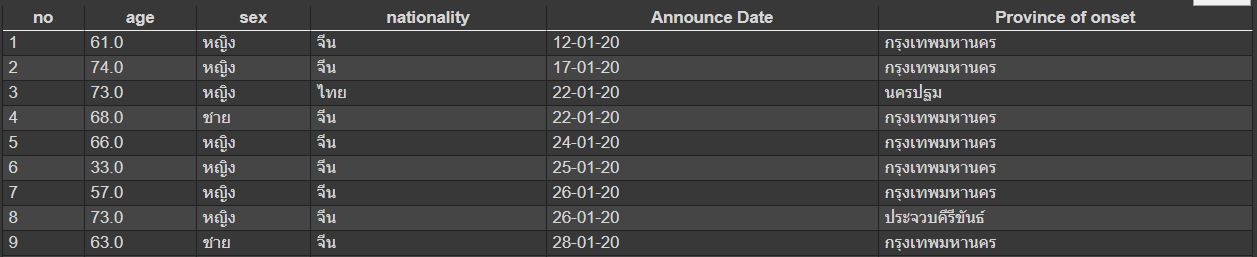 no age sex nationality Announce Date Province of onset
1 61.0 หญิง จีน 12-01-20 กรุงเทพมหานคร
2 74.0 หญิง จีน 17-01-20 กรุงเทพมหานคร
3 73.0 หญิง ไทย 22-01-20 นครปฐม
4 68.0 ชาย จีน 22-01-20 กรุงเทพมหานคร
5 66.0 หญิง จีน 24-01-20 กรุงเทพมหานคร
6 33.0 หญิง จีน 25-01-20 กรุงเทพมหานคร
7 57.0 หญิง จีน 26-01-20 กรุงเทพมหานคร
8 73.0 หญิง จีน 26-01-20 ประจวบคีรีขันธ์
9 63.0 ชาย จีน 28-01-20 กรุงเทพมหานคร